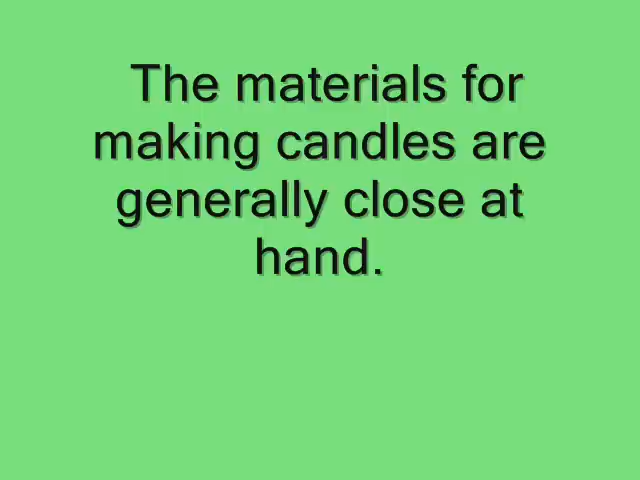 The materials for
making candles are
generally close at
hand.